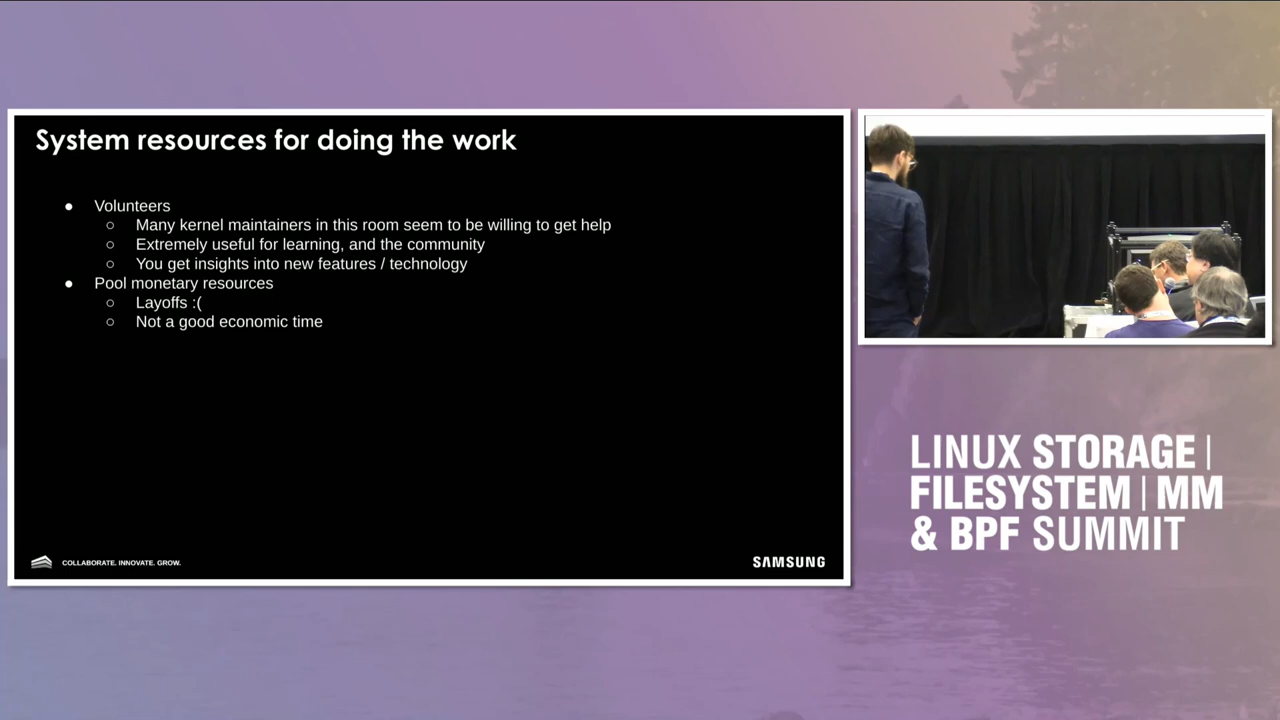 System resources for doing the work
● Volunteers
○ Many kernel maintainers in this room seem to be willing to get help
○ Extremely useful for learning, and the community
○ You get insights into new features / technology
● Pool monetary resources
○ Layoffs :(
○ Not a good economic time
COLLABORATE. INNOVATE. GROW.
SAMSUNG
LINUX STORAGE |
FILESYSTEM | MM
& BPF SUMMIT